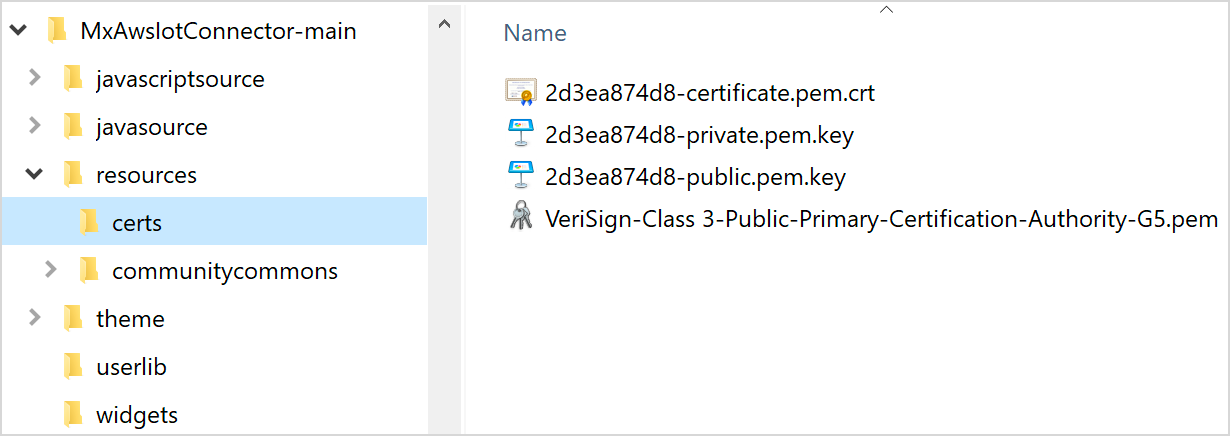 MxAwsIotConnector-main
javascriptsource
javasource
resources
certs
communitycommons
theme
userlib
widgets
Name
2d3ea874d8-certificate.pem.crt
2d3ea874d8-private.pem.key
2d3ea874d8-public.pem.key
VeriSign-Class 3-Public-Primary-Certification-Authority-G5.pem